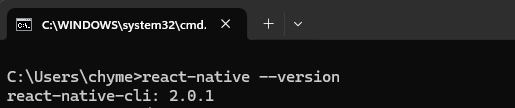 C:\WINDOWS\system32\cmd.
C:\Users\chyme>react-native --version
react-native-cli: 2.0.1